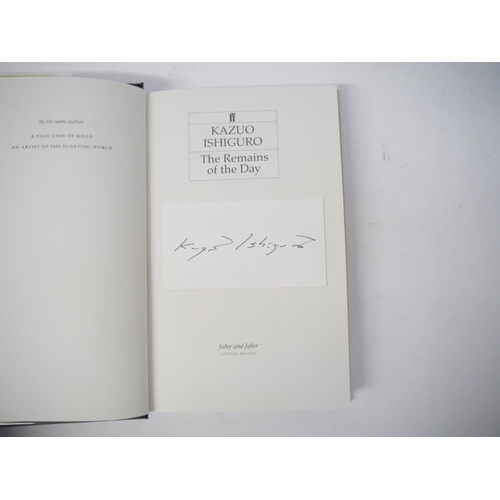 by the same author
A PALE VIEW OF HILLS
AN ARTIST OF THE FLOATING WORLD
ff
KAZUO
ISHIGURO
The Remains
of the Day
Kazuo Ishiguro
faber and faber
LONDON · BOSTON